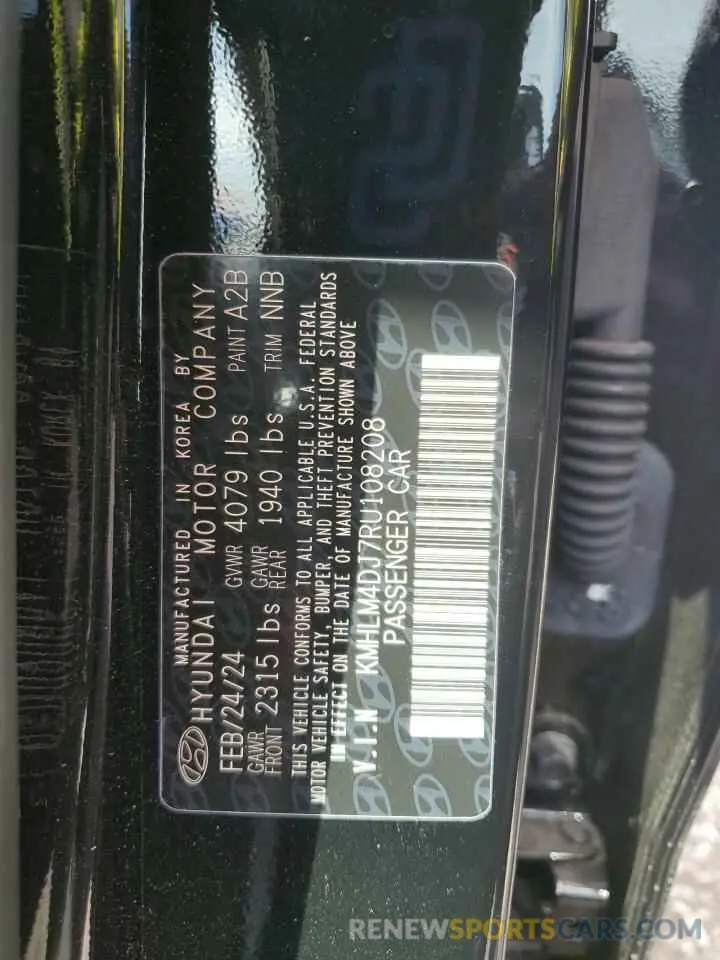 MANUFACTURED IN KOREA BY
HYUNDAI MOTOR COMPANY
FEB/24/24 GVWR 4079 lbs PAINT A2B
GAWR FRONT 2315 lbs GAWR REAR 1940 lbs TRIM NNB
THIS VEHICLE CONFORMS TO ALL APPLICABLE U.S.A. FEDERAL
MOTOR VEHICLE SAFETY, BUMPER, AND THEFT PREVENTION STANDARDS
IN EFFECT ON THE DATE OF MANUFACTURE SHOWN ABOVE
V.I.N KMHLM4DJ7RU108208
PASSENGER CAR
RENEWSPORTSCARS.COM